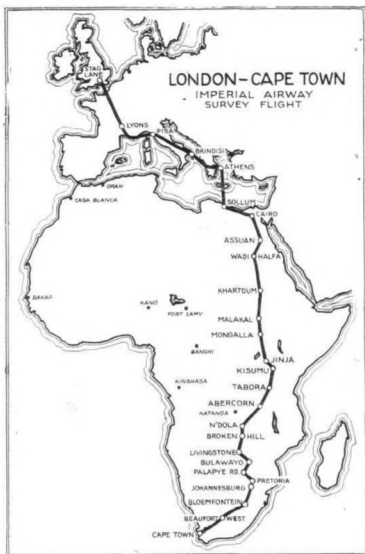 STAG
LANE
LONDON-CAPE TOWN
IMPERIAL AIRWAY
SURVEY FLIGHT
LYONS
PISA
BRINDISI
ATHENS
ORAN
SOLLUM
CASA BLANCA
CAIRO
ASSUAN
WADI HALFA
KHARTOUM
DAKAR
KANO
FORT LAMY
MALAKAL
MONGALLA
BANGHI
JINJA
KISUMU
KINSHASA
TABORA
ABERCORN
KATANGA
N'DOLA
BROKEN HILL
LIVINGSTONE
BULAWAYO
PALAPYE RD.
PRETORIA
JOHANNESBURG
BLOEMFONTEIN
BEAUFORT WEST
CAPE TOWN